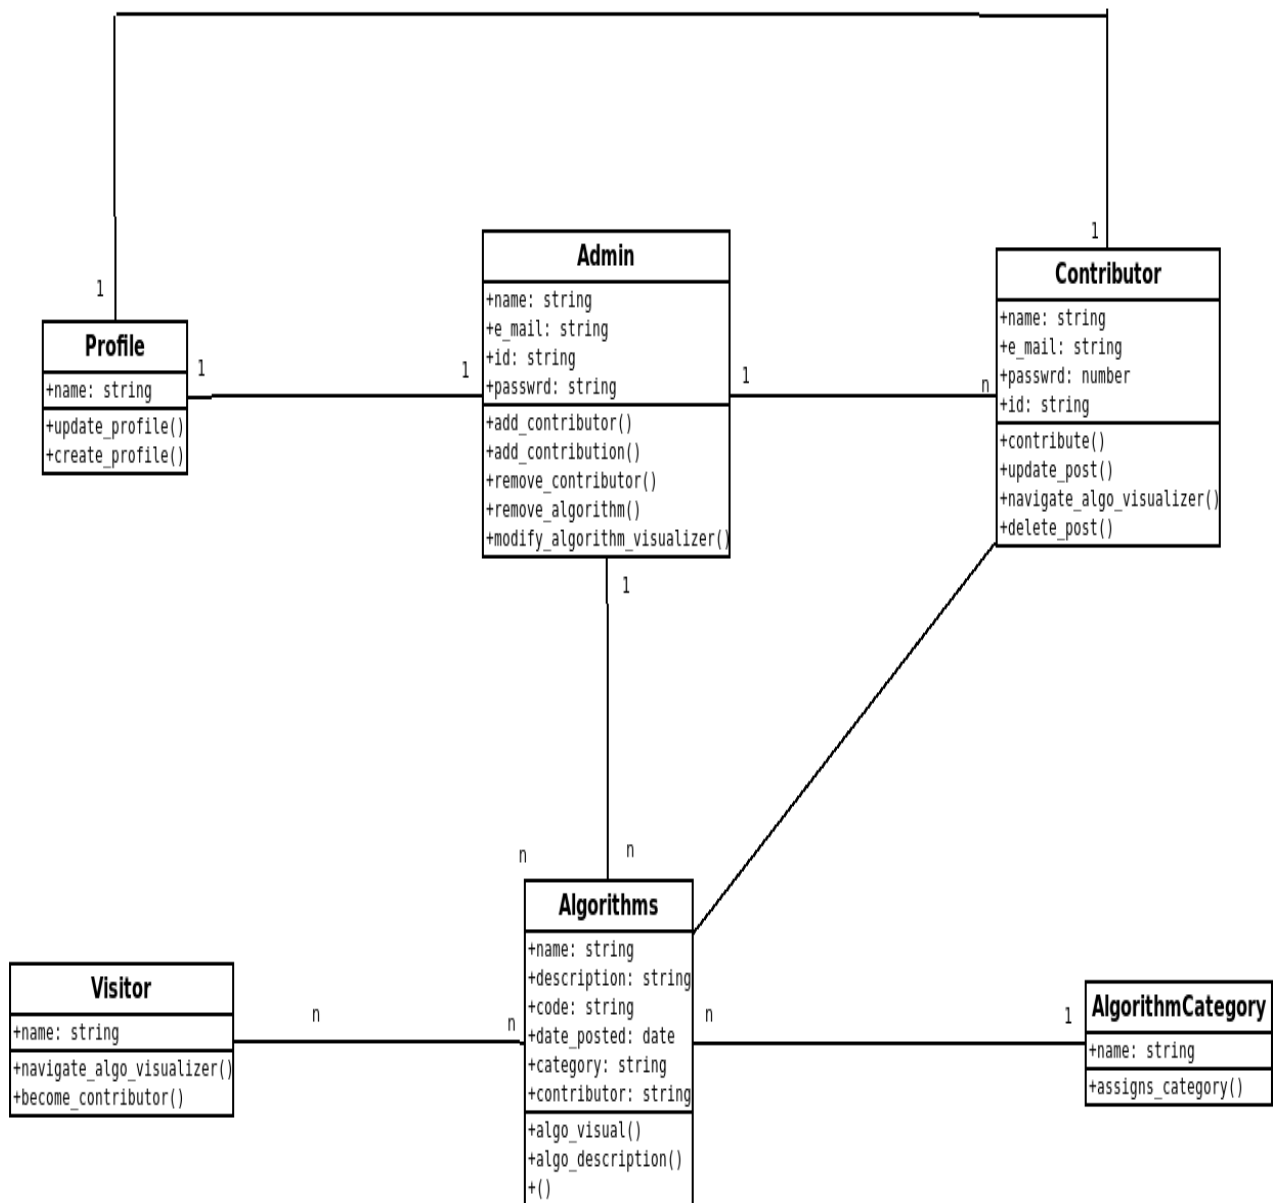 1
1
Profile
+name: string
+update_profile()
+create_profile()
1
1
Admin
+name: string
+e_mail: string
+id: string
+passwrd: string
+add_contributor()
+add_contribution()
+remove_contributor()
+remove_algorithm()
+modify_algorithm_visualizer()
1
n
Contributor
+name: string
+e_mail: string
+passwrd: number
+id: string
+contribute()
+update_post()
+navigate_algo_visualizer()
+delete_post()
1
n
n
Visitor
+name: string
+navigate_algo_visualizer()
+become_contributor()
n
n
Algorithms
+name: string
+description: string
+code: string
+date_posted: date
+category: string
+contributor: string
+algo_visual()
+algo_description()
+()
n
1
AlgorithmCategory
+name: string
+assigns_category()